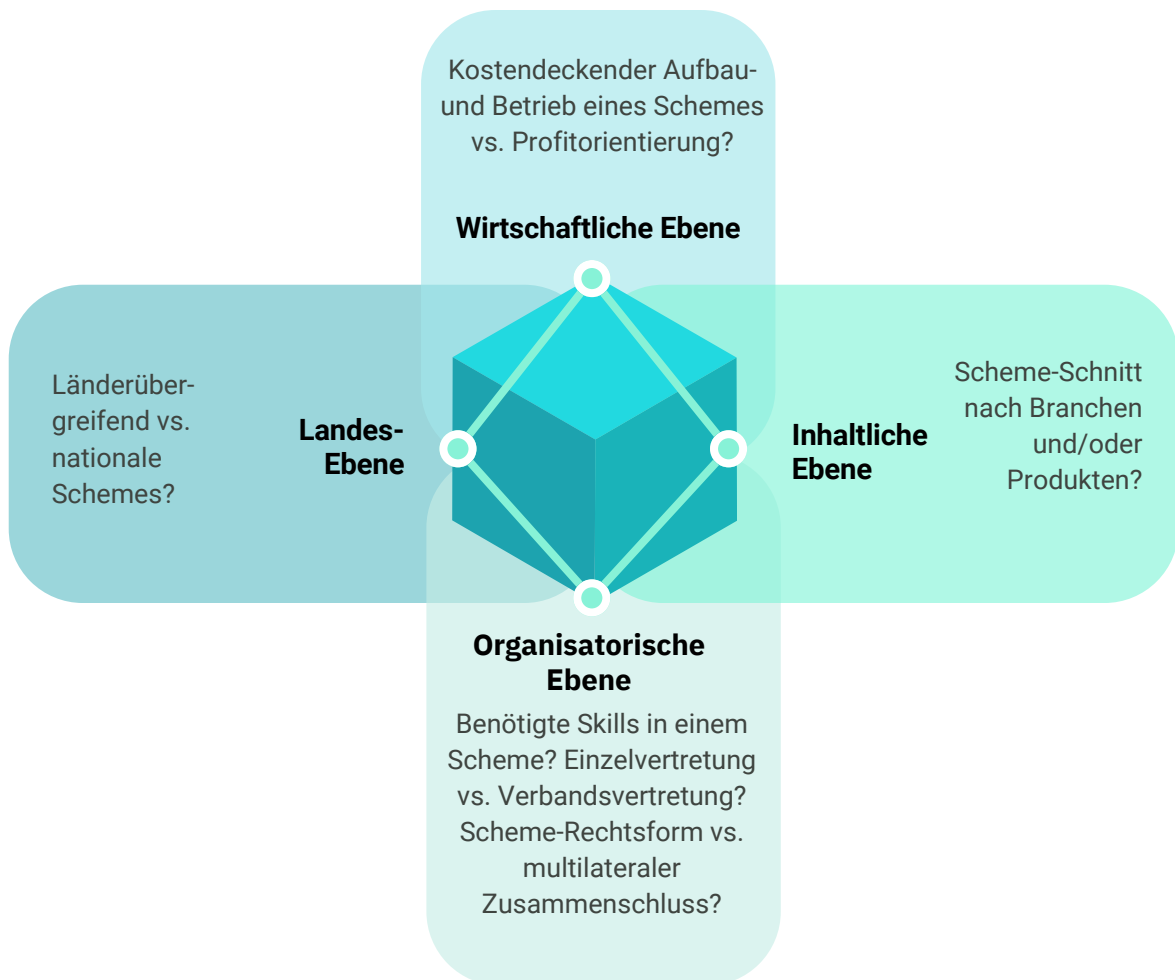 Kostendeckender Aufbau-
und Betrieb eines Schemes
vs. Profitorientierung?
Wirtschaftliche Ebene
Länderüber-
greifend vs.
nationale
Schemes?
Landes-
Ebene
Inhaltliche
Ebene
Scheme-Schnitt
nach Branchen
und/oder
Produkten?
Organisatorische
Ebene
Benötigte Skills in einem
Scheme? Einzelvertretung
vs. Verbandsvertretung?
Scheme-Rechtsform vs.
multilateraler
Zusammenschluss?